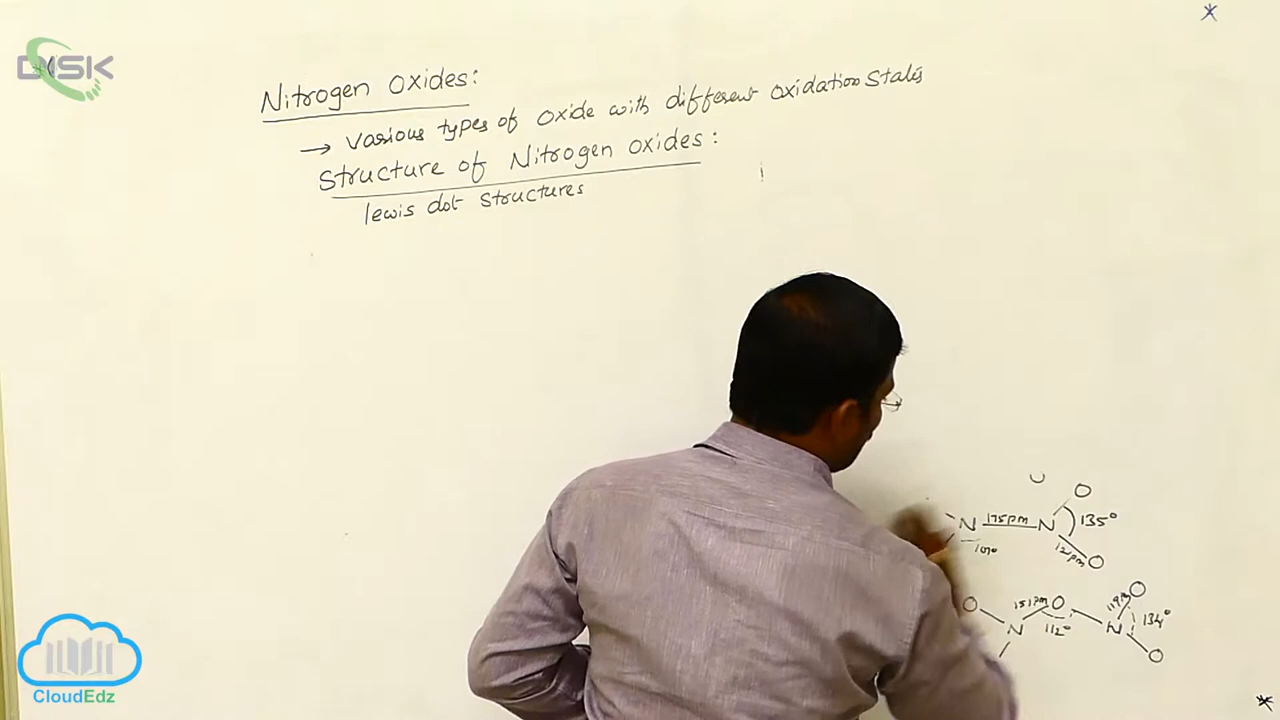 DISK
Nitrogen Oxides:
→ Various types of oxide with different oxidation States
Structure of Nitrogen oxides:
lewis dot structures
O
N 175pm N 135°
121pm O
O 151pm O O
N 112° N 134°
O
CloudEdz